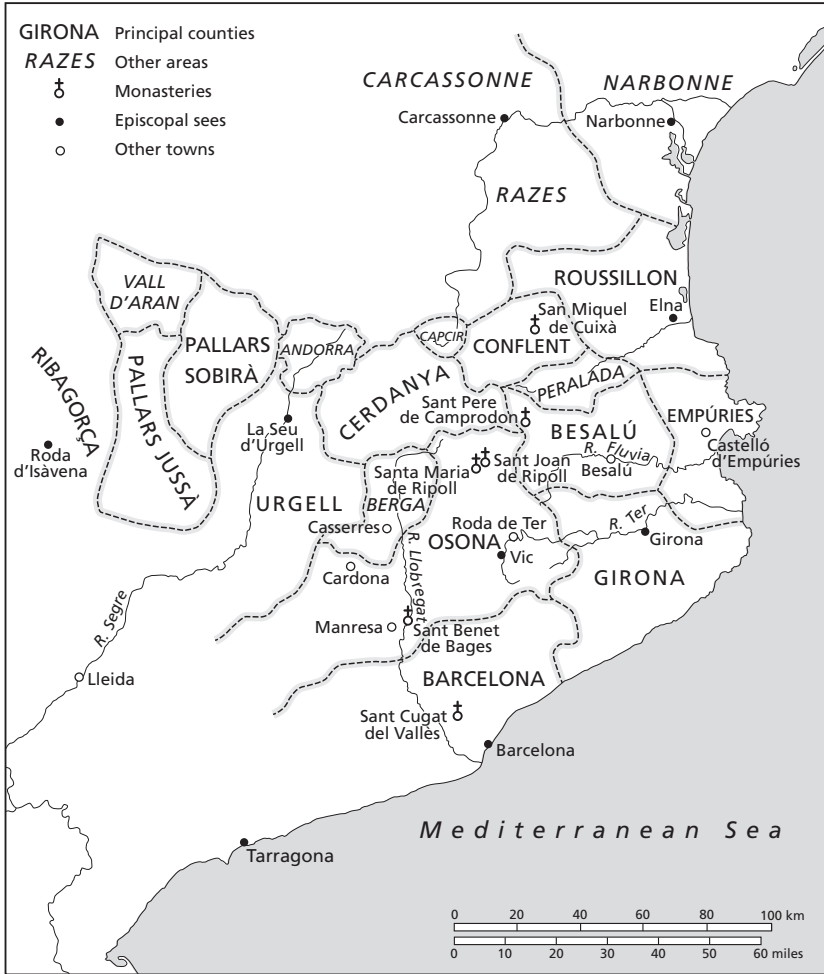 GIRONA Principal counties
RAZES Other areas
Monasteries
Episcopal sees
Other towns
CARCASSONNE
NARBONNE
Carcassonne
Narbonne
RAZES
VALL
D'ARAN
ROUSSILLON
San Miquel
de Cuixà
Elna
CAPCIR
CONFLENT
ANDORRA
PALLARS
SOBIRÀ
RIBAGORÇA
PALLARS JUSSÀ
CERDANYA
PERALADA
Sant Pere
de Camprodon
BESALÚ
EMPÚRIES
Castelló
d'Empúries
R. Fluvia
Besalú
La Seu
d'Urgell
Roda
d'Isàvena
Santa Maria
de Ripoll
Sant Joan
de Ripoll
URGELL
BERGA
Casserres
Roda de Ter
R. Ter
Girona
OSONA
Vic
R. Llobregat
GIRONA
Cardona
R. Segre
Manresa
Sant Benet
de Bages
Lleida
BARCELONA
Sant Cugat
del Vallès
Barcelona
Mediterranean Sea
Tarragona
0 20 40 60 80 100 km
0 10 20 30 40 50 60 miles